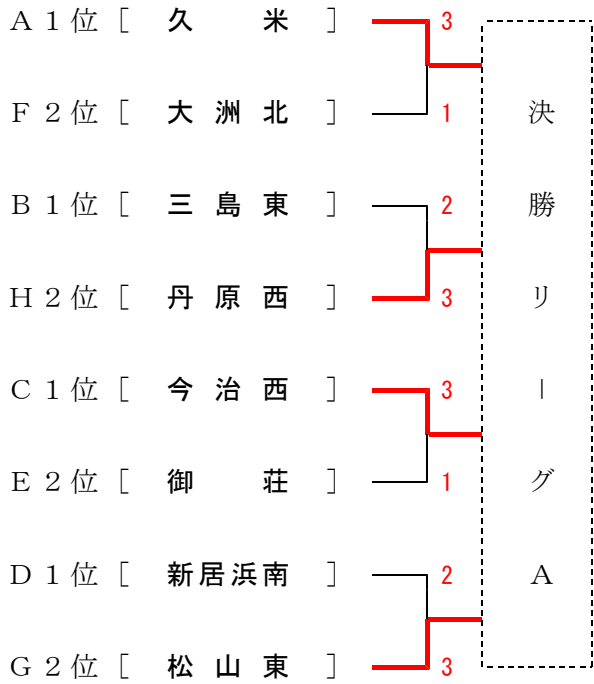 A１位［ 久 米 ］ 3
F２位［ 大洲北 ］ 1
B１位［ 三島東 ］ 2
H２位［ 丹原西 ］ 3
C１位［ 今治西 ］ 3
E２位［ 御 荘 ］ 1
D１位［ 新居浜南 ］ 2
G２位［ 松山東 ］ 3
決勝リーグA